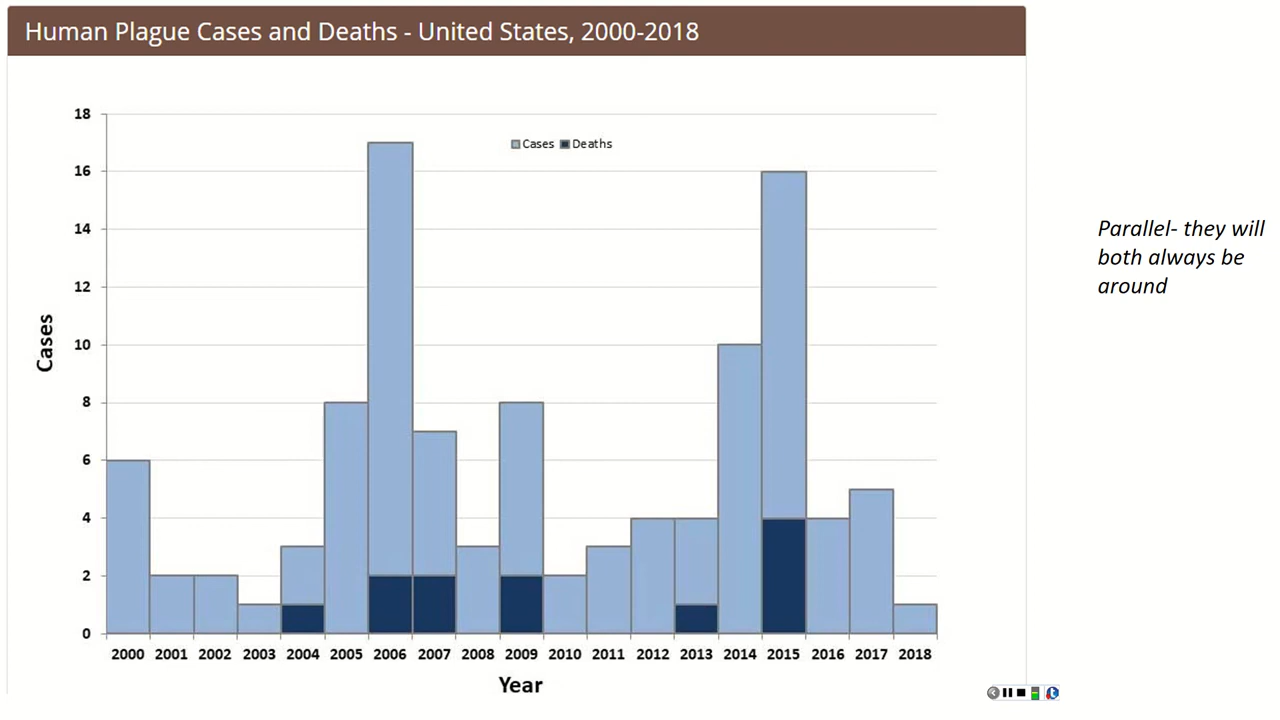 Human Plague Cases and Deaths - United States, 2000-2018
18
Cases Deaths
16
14
12
10
8
6
4
2
0
Cases
2000 2001 2002 2003 2004 2005 2006 2007 2008 2009 2010 2011 2012 2013 2014 2015 2016 2017 2018
Year
Parallel- they will
both always be
around
t